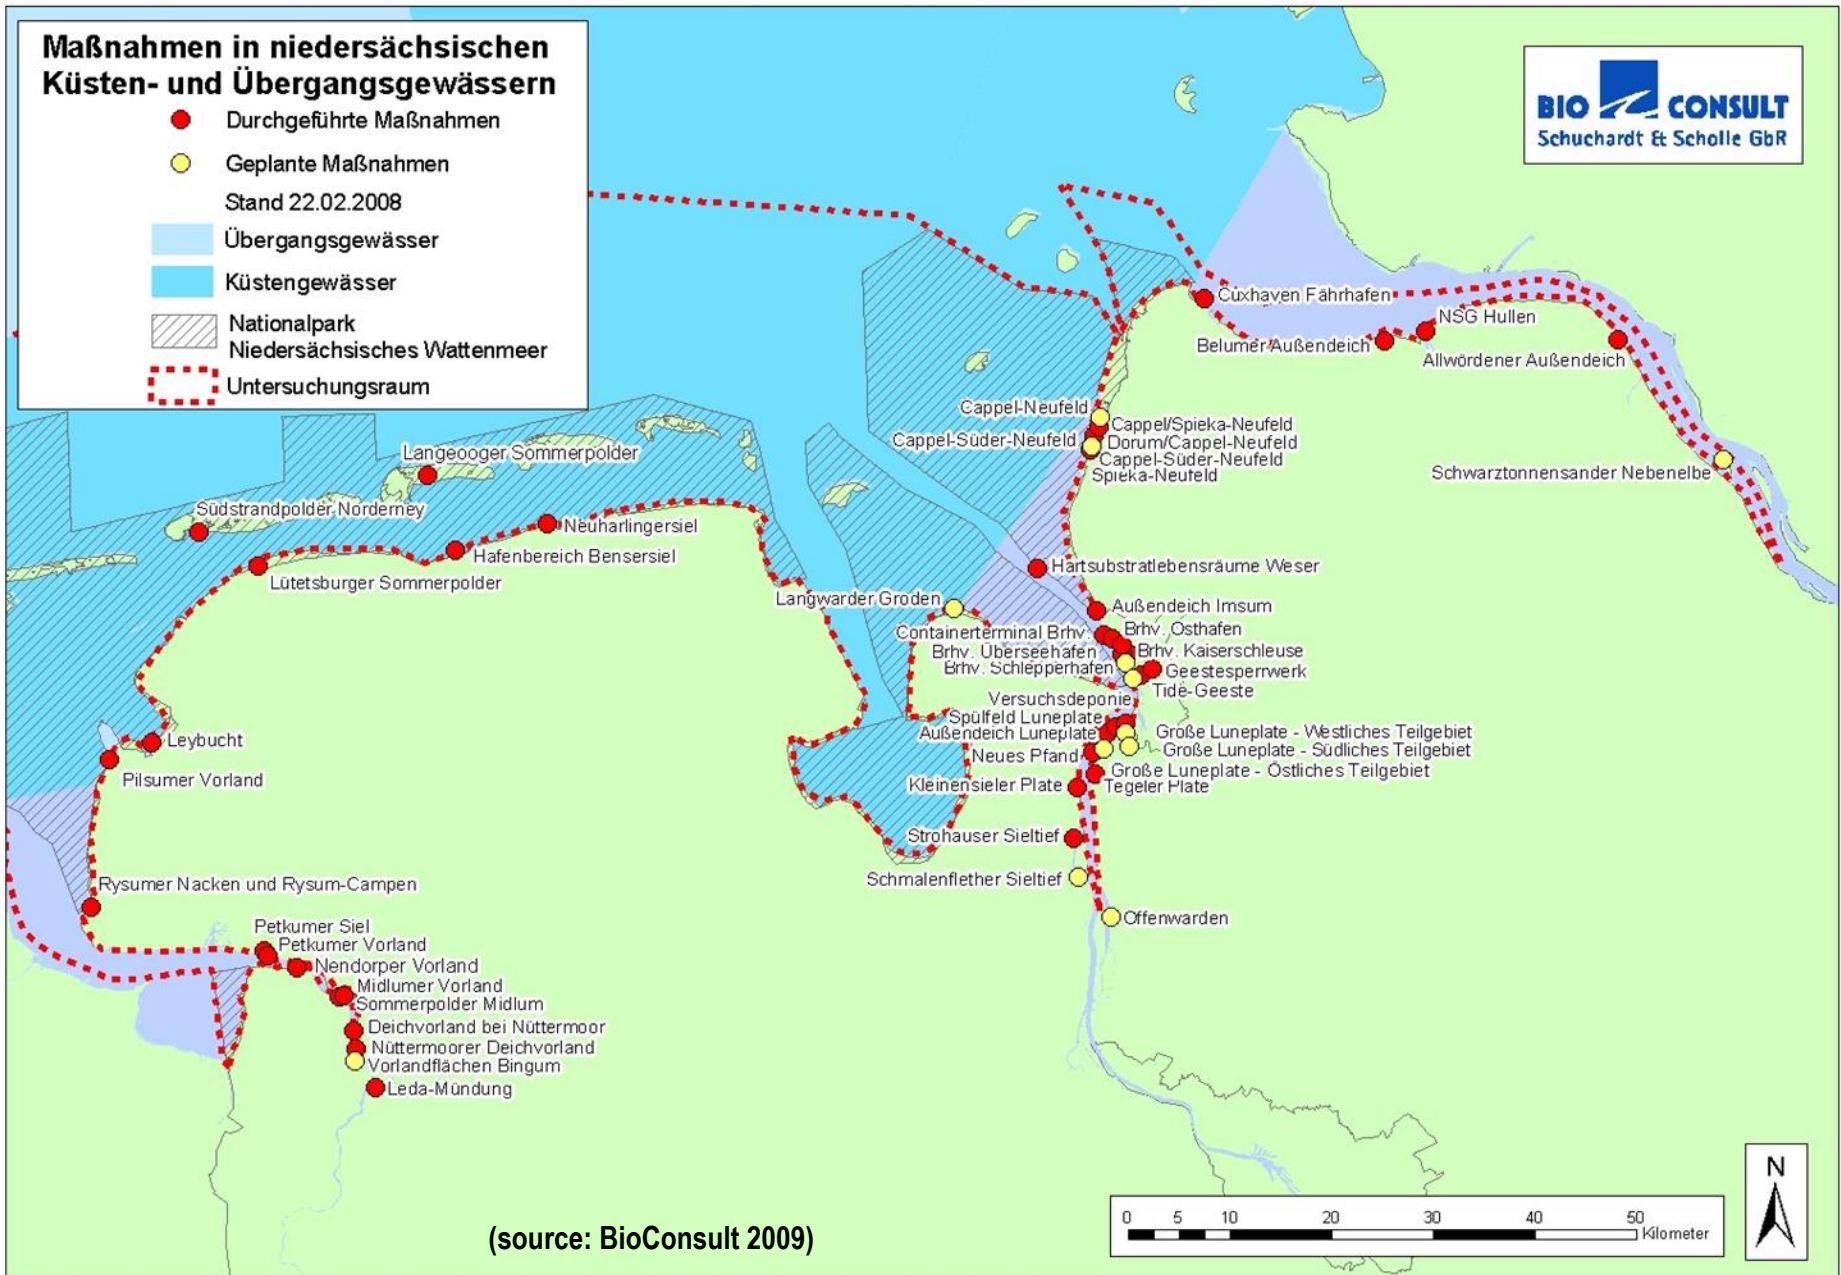 Maßnahmen in niedersächsischen
Küsten- und Übergangsgewässern
Durchgeführte Maßnahmen
Geplante Maßnahmen
Stand 22.02.2008
Übergangsgewässer
Küstengewässer
Nationalpark
Niedersächsisches Wattenmeer
Untersuchungsraum
BIO CONSULT
Schuchardt & Scholle GbR
Cuxhaven Fährhafen
NSG Hullen
Belumer Außendeich
Allwördener Außendeich
Schwarztonnensander Nebenelbe
Cappel-Neufeld
Cappel/Spieka-Neufeld
Cappel-Süder-Neufeld
Dorum/Cappel-Neufeld
Cappel-Süder-Neufeld
Spieka-Neufeld
Langeooger Sommerpolder
Südstrandpolder Norderney
Neuharlingersiel
Hafenbereich Bensersiel
Lütetsburger Sommerpolder
Hartsubstratlebensräume Weser
Langwarder Groden
Außendeich Imsum
Containerterminal Brhv.
Brhv. Osthafen
Brhv. Überseehafen
Brhv. Kaiserschleuse
Brhv. Schlepperhafen
Geestesperrwerk
Tide-Geeste
Versuchsdeponie
Spülfeld Luneplate
Außendeich Luneplate
Große Luneplate - Westliches Teilgebiet
Große Luneplate - Südliches Teilgebiet
Neues Pfand
Große Luneplate - Östliches Teilgebiet
Kleinensieler Plate
Tegeler Plate
Strohauser Sieltief
Schmalenflether Sieltief
Offenwarden
Leybucht
Pilsumer Vorland
Rysumer Nacken und Rysum-Campen
Petkumer Siel
Petkumer Vorland
Nendorper Vorland
Midlumer Vorland
Sommerpolder Midlum
Deichvorland bei Nüttermoor
Nüttermoorer Deichvorland
Vorlandflächen Bingum
Leda-Mündung
(source: BioConsult 2009)
0 5 10 20 30 40 50
Kilometer
N